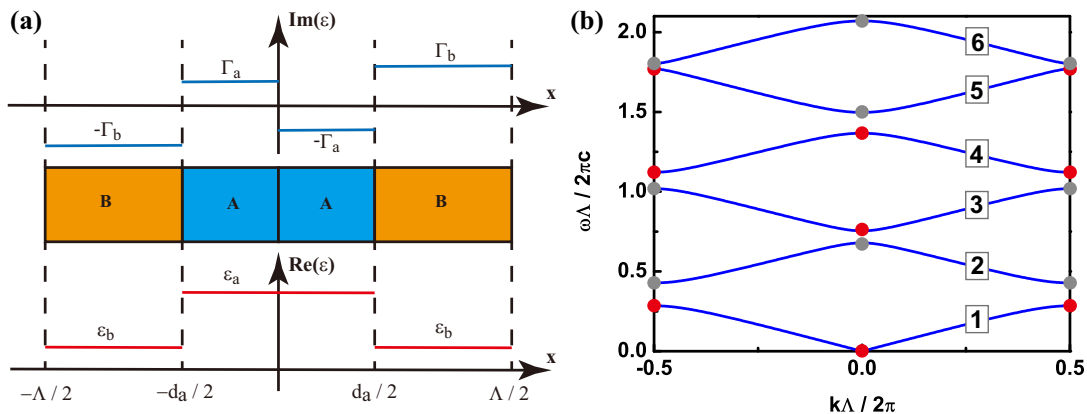 (a)
Im(ε)
Γa
Γb
x
-Γb
-Γa
B
A
A
B
Re(ε)
εa
εb
εb
x
−Λ / 2
−da / 2
da / 2
Λ / 2
(b)
ωΛ / 2πc
2.0
1.5
1.0
0.5
0.0
6
5
4
3
2
1
-0.5
0.0
0.5
kΛ / 2π